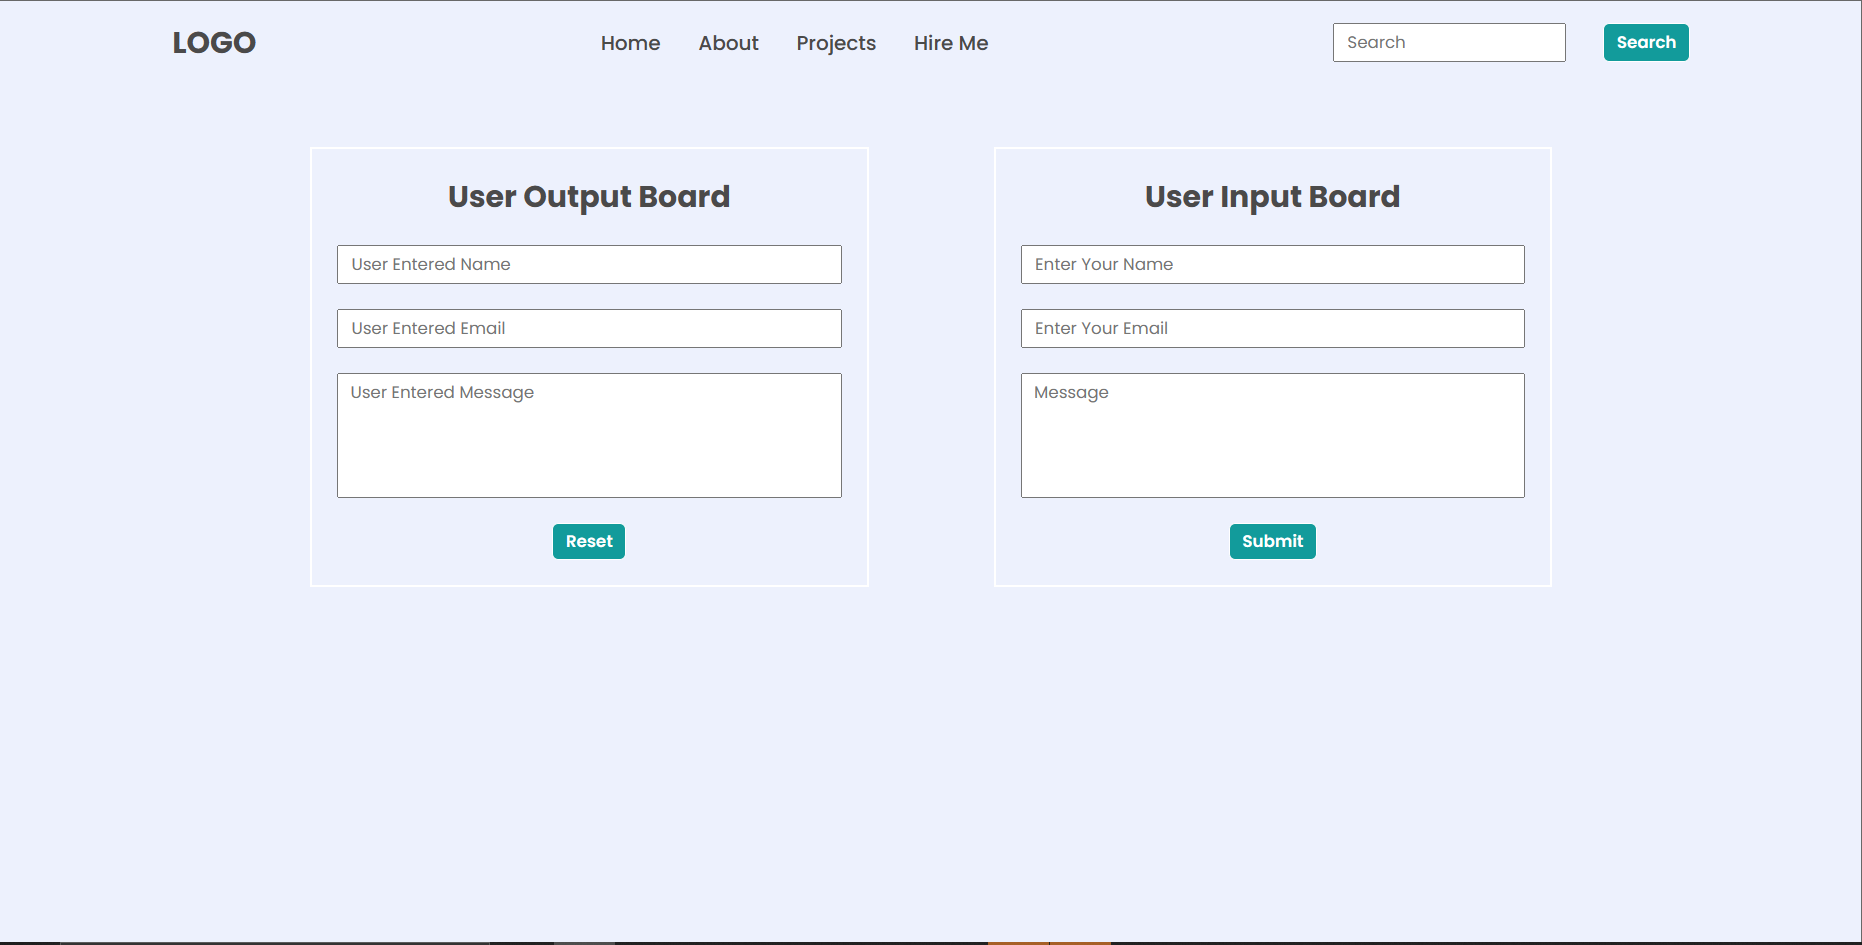 LOGO
Home About Projects Hire Me
Search
Search
User Output Board
User Entered Name
User Entered Email
User Entered Message
Reset
User Input Board
Enter Your Name
Enter Your Email
Message
Submit